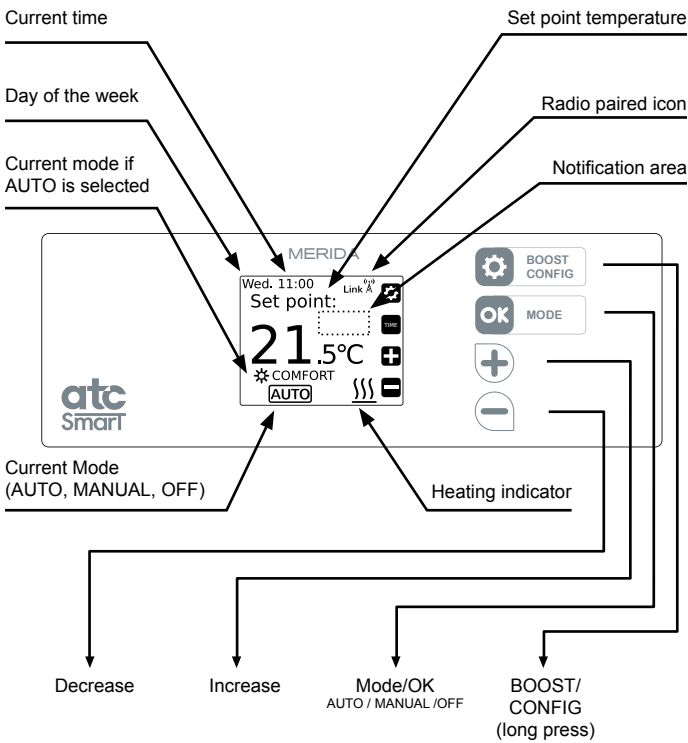 Current time
Set point temperature
Day of the week
Radio paired icon
Current mode if
AUTO is selected
Notification area
MERIDA
Wed. 11:00
Link
A
Set point:
TIME
21.5°C
COMFORT
AUTO
BOOST
CONFIG
OK
MODE
atc
SmarT
Current Mode
(AUTO, MANUAL, OFF)
Heating indicator
Decrease
Increase
Mode/OK
AUTO / MANUAL /OFF
BOOST/
CONFIG
(long press)